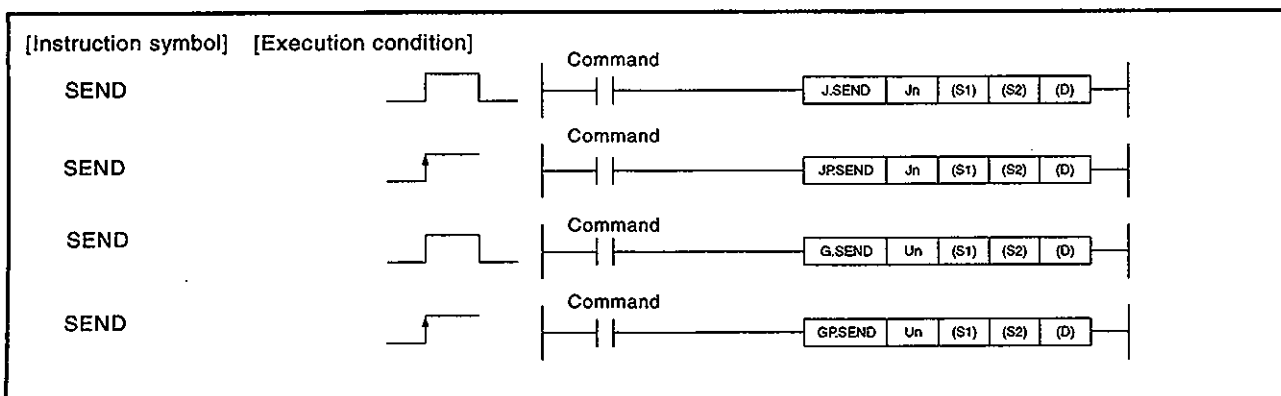 [Instruction symbol] [Execution condition]
Command
SEND
J.SEND Jn (S1) (S2) (D)
Command
SEND
JP.SEND Jn (S1) (S2) (D)
Command
SEND
G.SEND Un (S1) (S2) (D)
Command
SEND
GP.SEND Un (S1) (S2) (D)